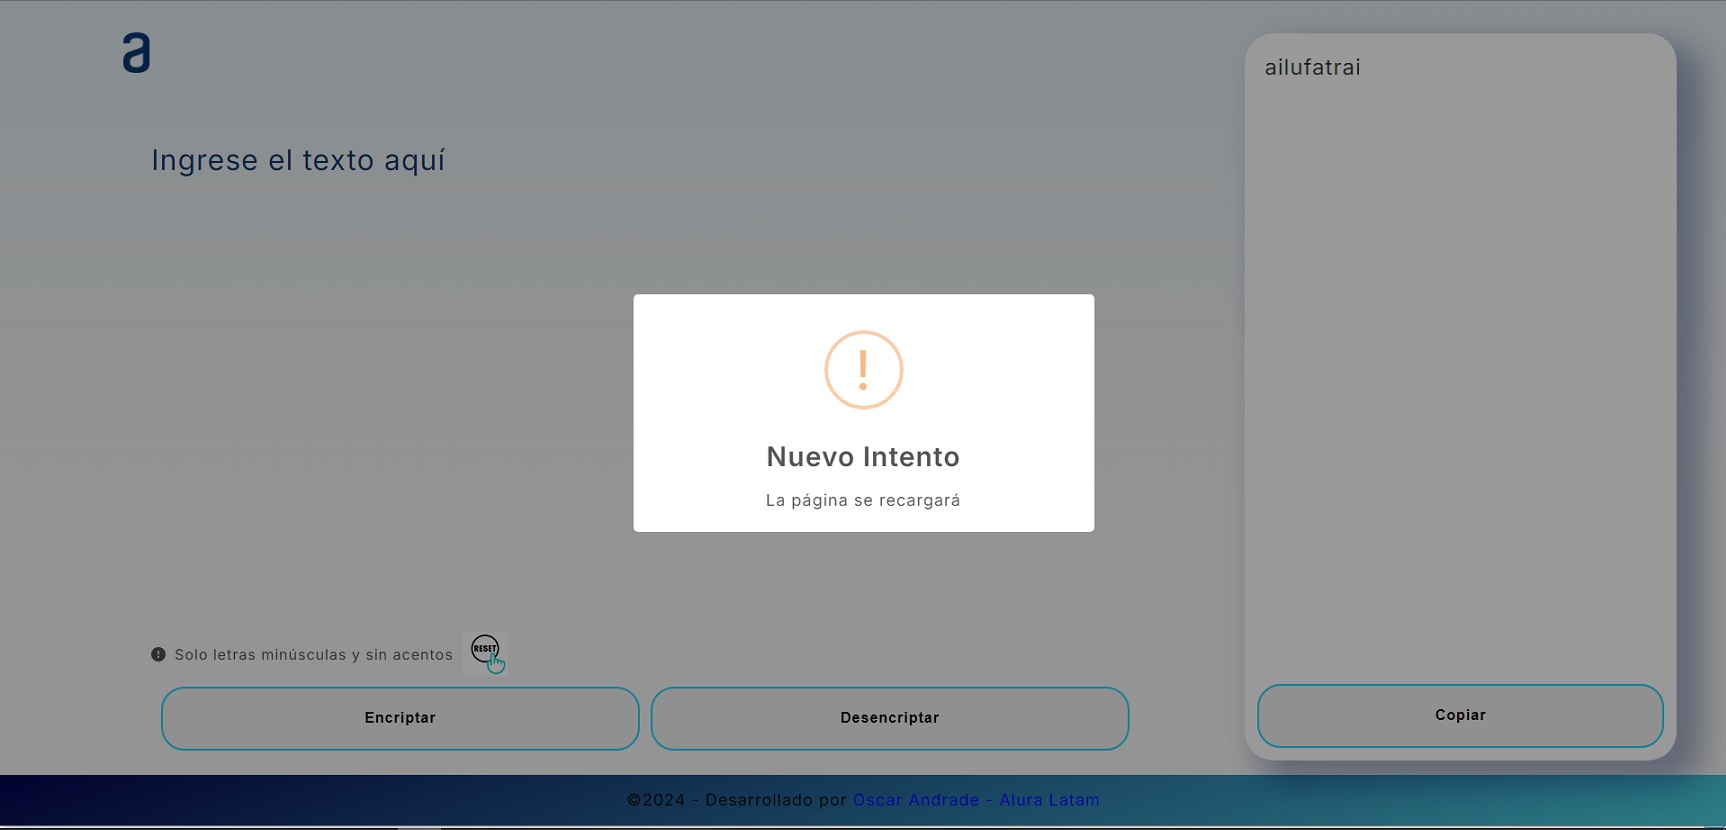 a
Ingrese el texto aquí
ailufatrai
!
Nuevo Intento
La página se recargará
! Solo letras minúsculas y sin acentos
RESET
Encriptar
Desencriptar
Copiar
©2024 - Desarrollado por Oscar Andrade - Alura Latam